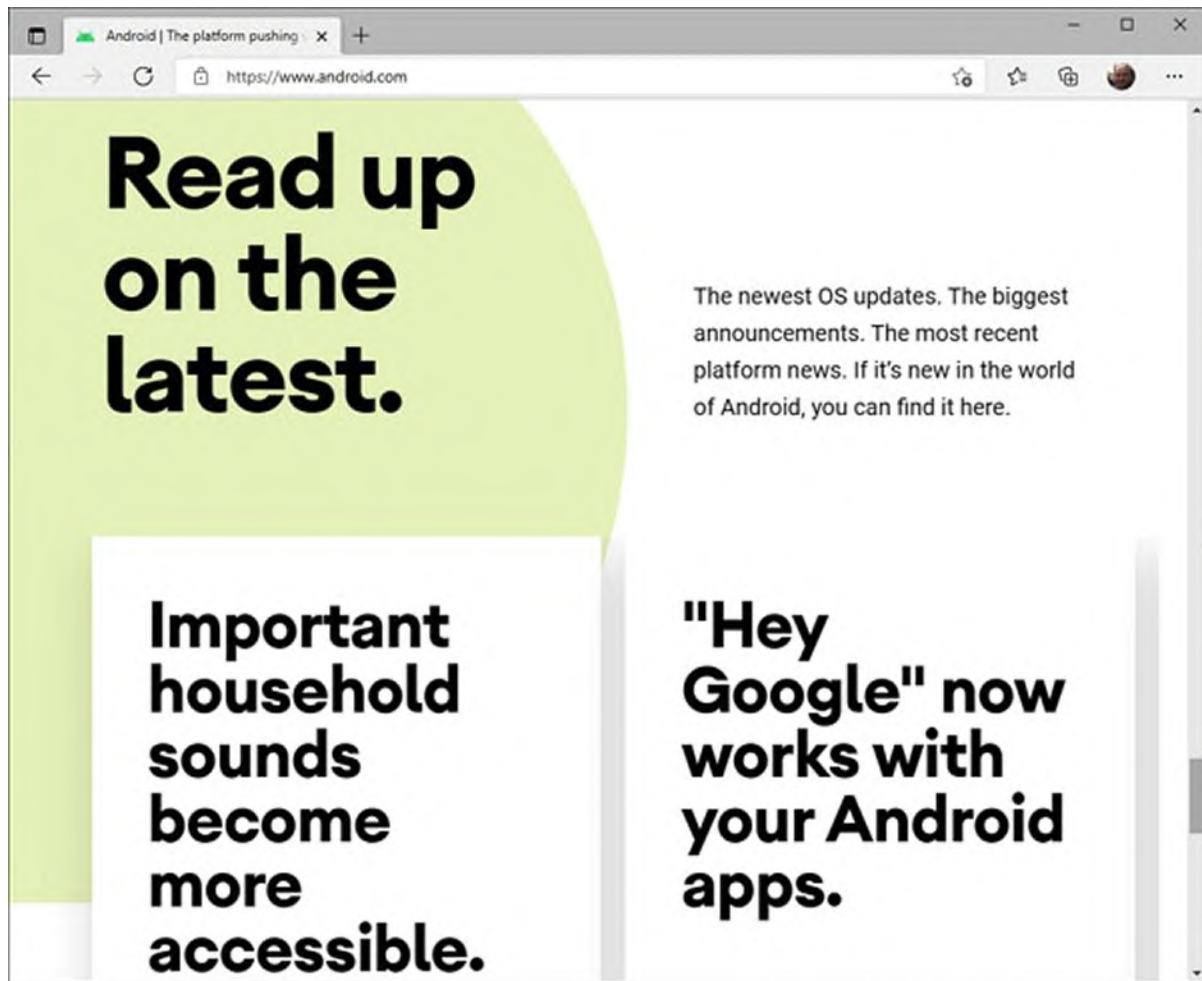 Android | The platform pushing
https://www.android.com
Read up
on the
latest.
The newest OS updates. The biggest
announcements. The most recent
platform news. If it's new in the world
of Android, you can find it here.
Important
household
sounds
become
more
accessible.
"Hey
Google" now
works with
your Android
apps.